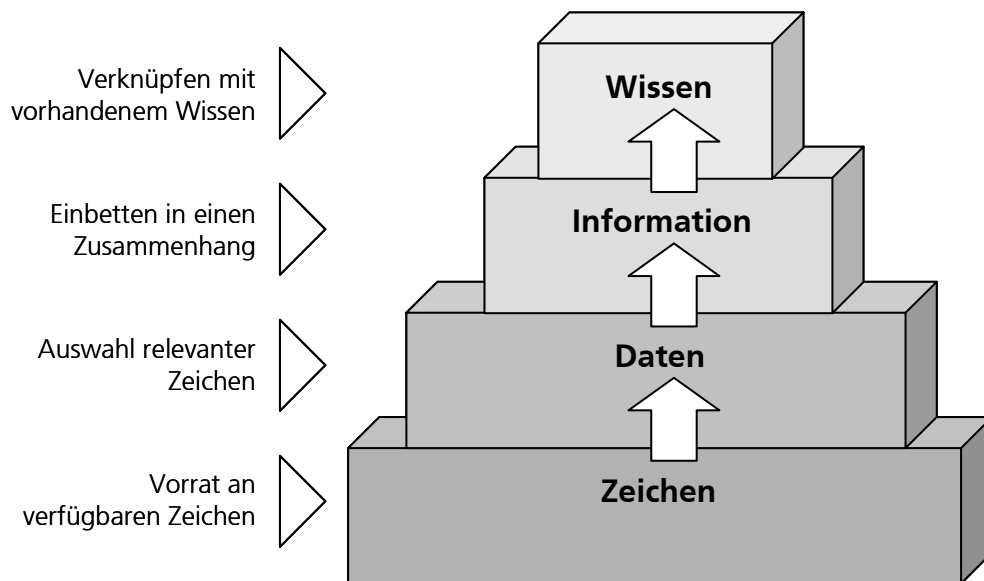 Verknüpfen mit
vorhandenem Wissen
Wissen
Einbetten in einen
Zusammenhang
Information
Auswahl relevanter
Zeichen
Daten
Vorrat an
verfügbaren Zeichen
Zeichen